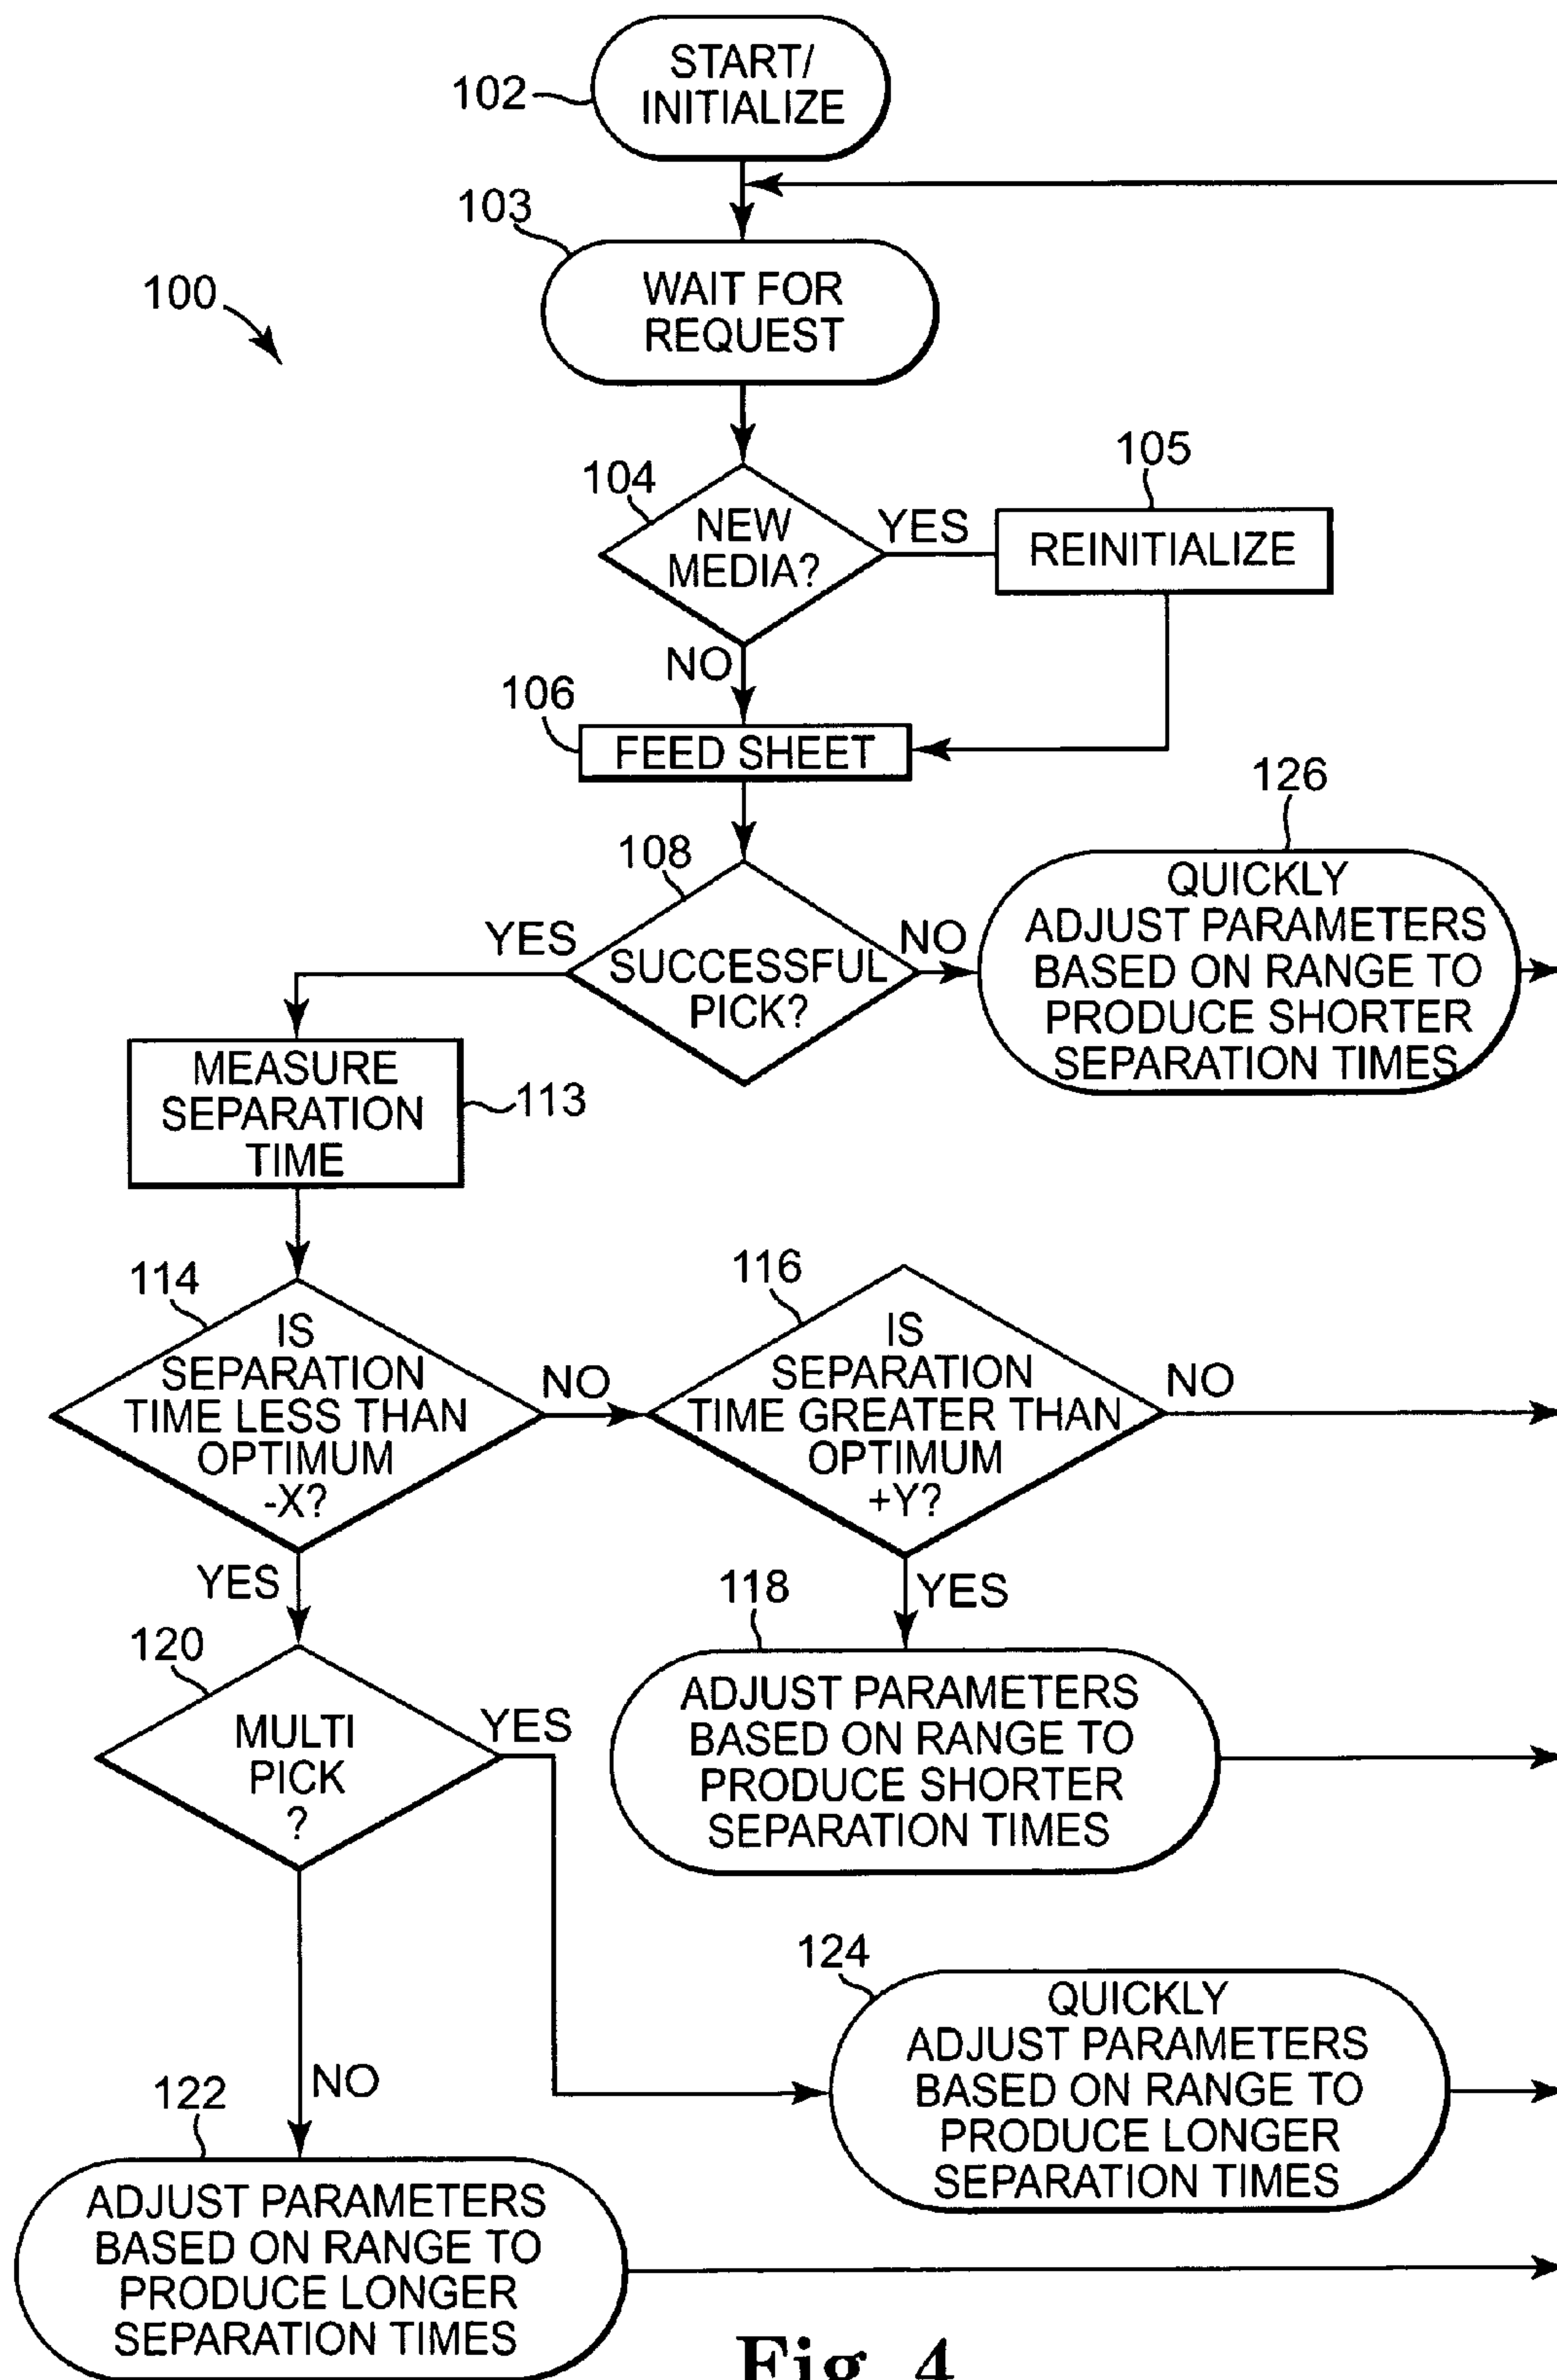 START/
INITIALIZE
102
103
WAIT FOR
REQUEST
100
104
NEW
MEDIA?
YES
105
REINITIALIZE
NO
106
FEED SHEET
126
108
YES
SUCCESSFUL
PICK?
NO
QUICKLY
ADJUST PARAMETERS
BASED ON RANGE TO
PRODUCE SHORTER
SEPARATION TIMES
MEASURE
SEPARATION
TIME
113
114
IS
SEPARATION
TIME LESS THAN
OPTIMUM
-X?
NO
116
IS
SEPARATION
TIME GREATER THAN
OPTIMUM
+Y?
NO
YES
YES
118
ADJUST PARAMETERS
BASED ON RANGE TO
PRODUCE SHORTER
SEPARATION TIMES
120
MULTI
PICK
?
YES
124
QUICKLY
ADJUST PARAMETERS
BASED ON RANGE TO
PRODUCE LONGER
SEPARATION TIMES
NO
122
ADJUST PARAMETERS
BASED ON RANGE TO
PRODUCE LONGER
SEPARATION TIMES
Fig. 4